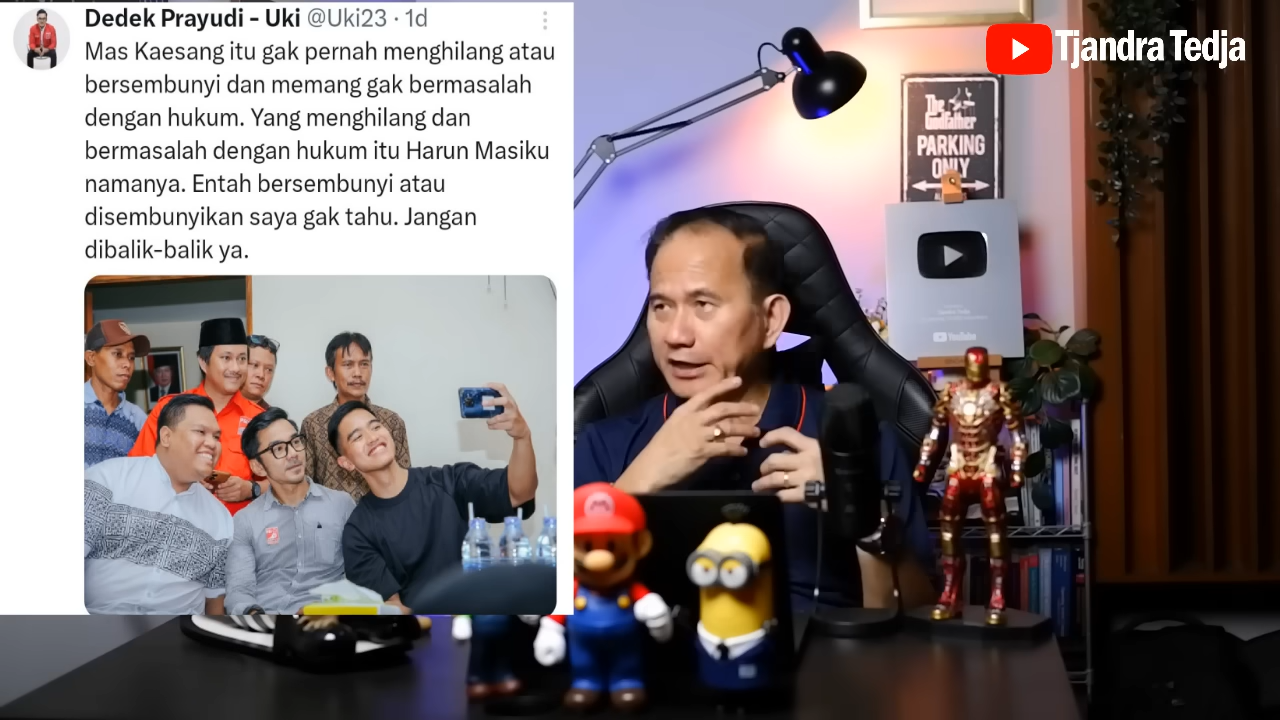 Dedek Prayudi - Uki @Uki23 · 1d
Mas Kaesang itu gak pernah menghilang atau
bersembunyi dan memang gak bermasalah
dengan hukum. Yang menghilang dan
bermasalah dengan hukum itu Harun Masiku
namanya. Entah bersembunyi atau
disembunyikan saya gak tahu. Jangan
dibalik-balik ya.
Tjandra Tedja
The
Godfather
PARKING
ONLY
YouTube
M